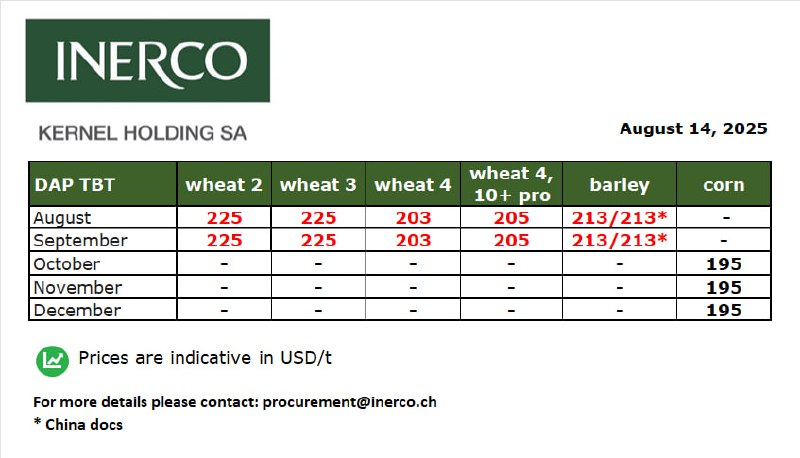 INERCO
KERNEL HOLDING SA
August 14, 2025
DAP TBT wheat 2 wheat 3 wheat 4 wheat 4, 10+ pro barley corn
August 225 225 203 205 213/213* -
September 225 225 203 205 213/213* -
October - - - - - 195
November - - - - - 195
December - - - - - 195
Prices are indicative in USD/t
For more details please contact: procurement@inerco.ch
* China docs